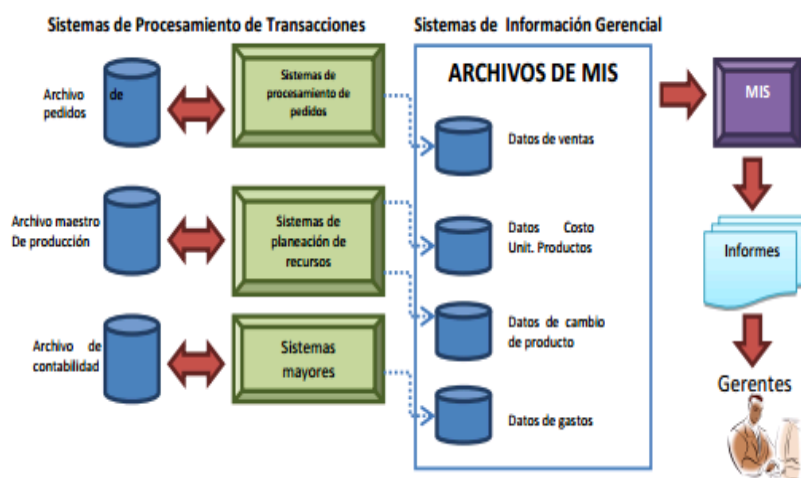 Sistemas de Procesamiento de Transacciones
Sistemas de Información Gerencial
Archivo de
pedidos
Sistemas de
procesamiento de
pedidos
Archivo maestro
De producción
Sistemas de
planeación de
recursos
Archivo de
contabilidad
Sistemas
mayores
ARCHIVOS DE MIS
Datos de ventas
Datos Costo
Unit. Productos
Datos de cambio
de producto
Datos de gastos
MIS
Informes
Gerentes